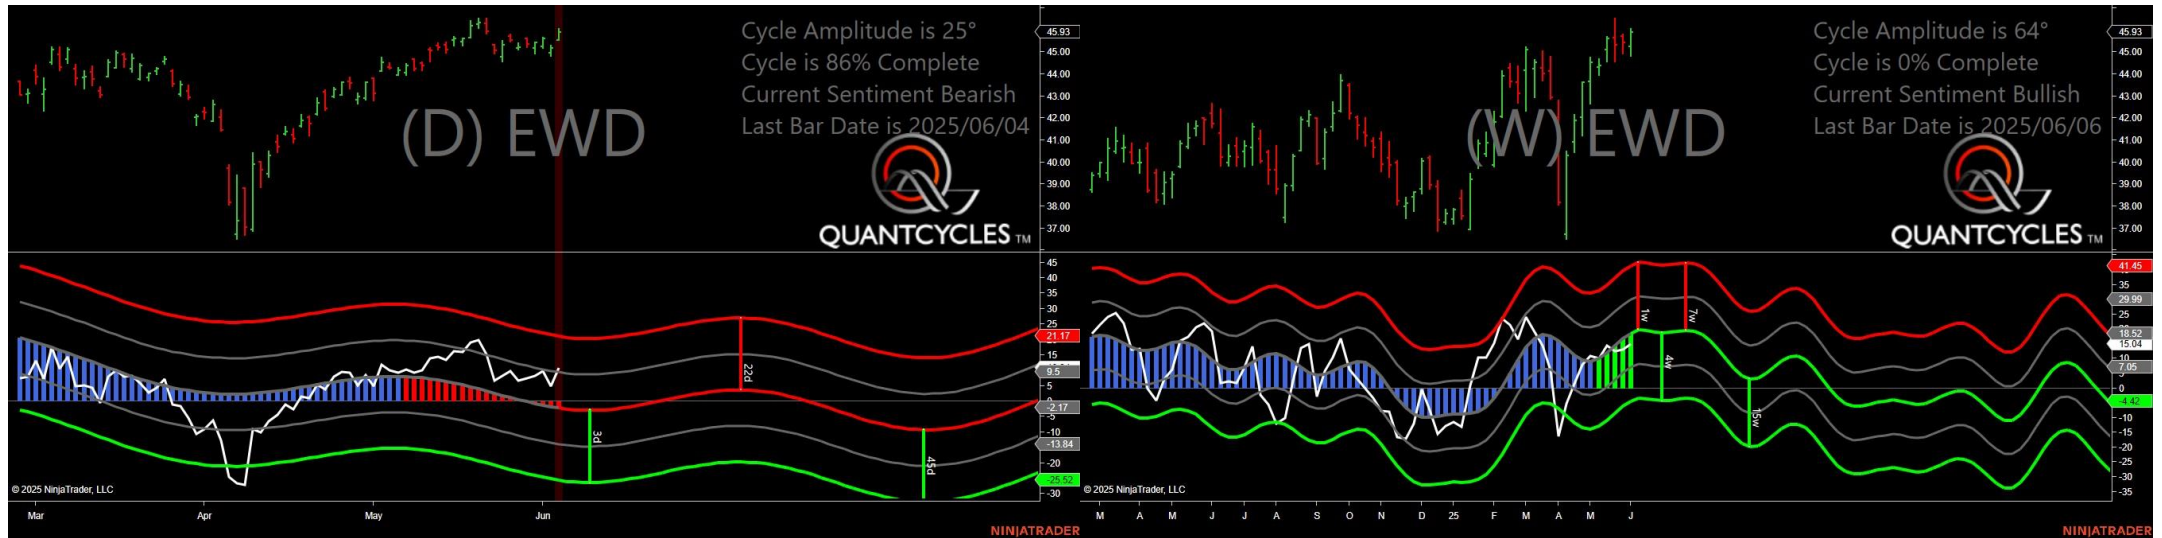 Cycle Amplitude is 25°
Cycle is 86% Complete
Current Sentiment Bearish
Last Bar Date is 2025/06/04
(D) EWD
QUANTCYCLES TM
45.93
45.00
44.00
43.00
42.00
41.00
40.00
39.00
38.00
37.00
45
40
35
30
25
21.17
15
9.5
5
0
-2.17
-5
-10
-13.84
-20
-25.52
-30
22d
3d
45d
© 2025 NinjaTrader, LLC
Mar
Apr
May
Jun
NINJATRADER
Cycle Amplitude is 64°
Cycle is 0% Complete
Current Sentiment Bullish
Last Bar Date is 2025/06/06
(W) EWD
QUANTCYCLES TM
45.93
45.00
44.00
43.00
42.00
41.00
40.00
39.00
38.00
37.00
41.45
35
29.99
25
18.52
15.04
10
7.05
0
-4.42
-10
-15
-20
-25
-30
-35
1w
7w
4w
15w
© 2025 NinjaTrader, LLC
M A M J J A S O N D 25 F M A M J
NINJATRADER